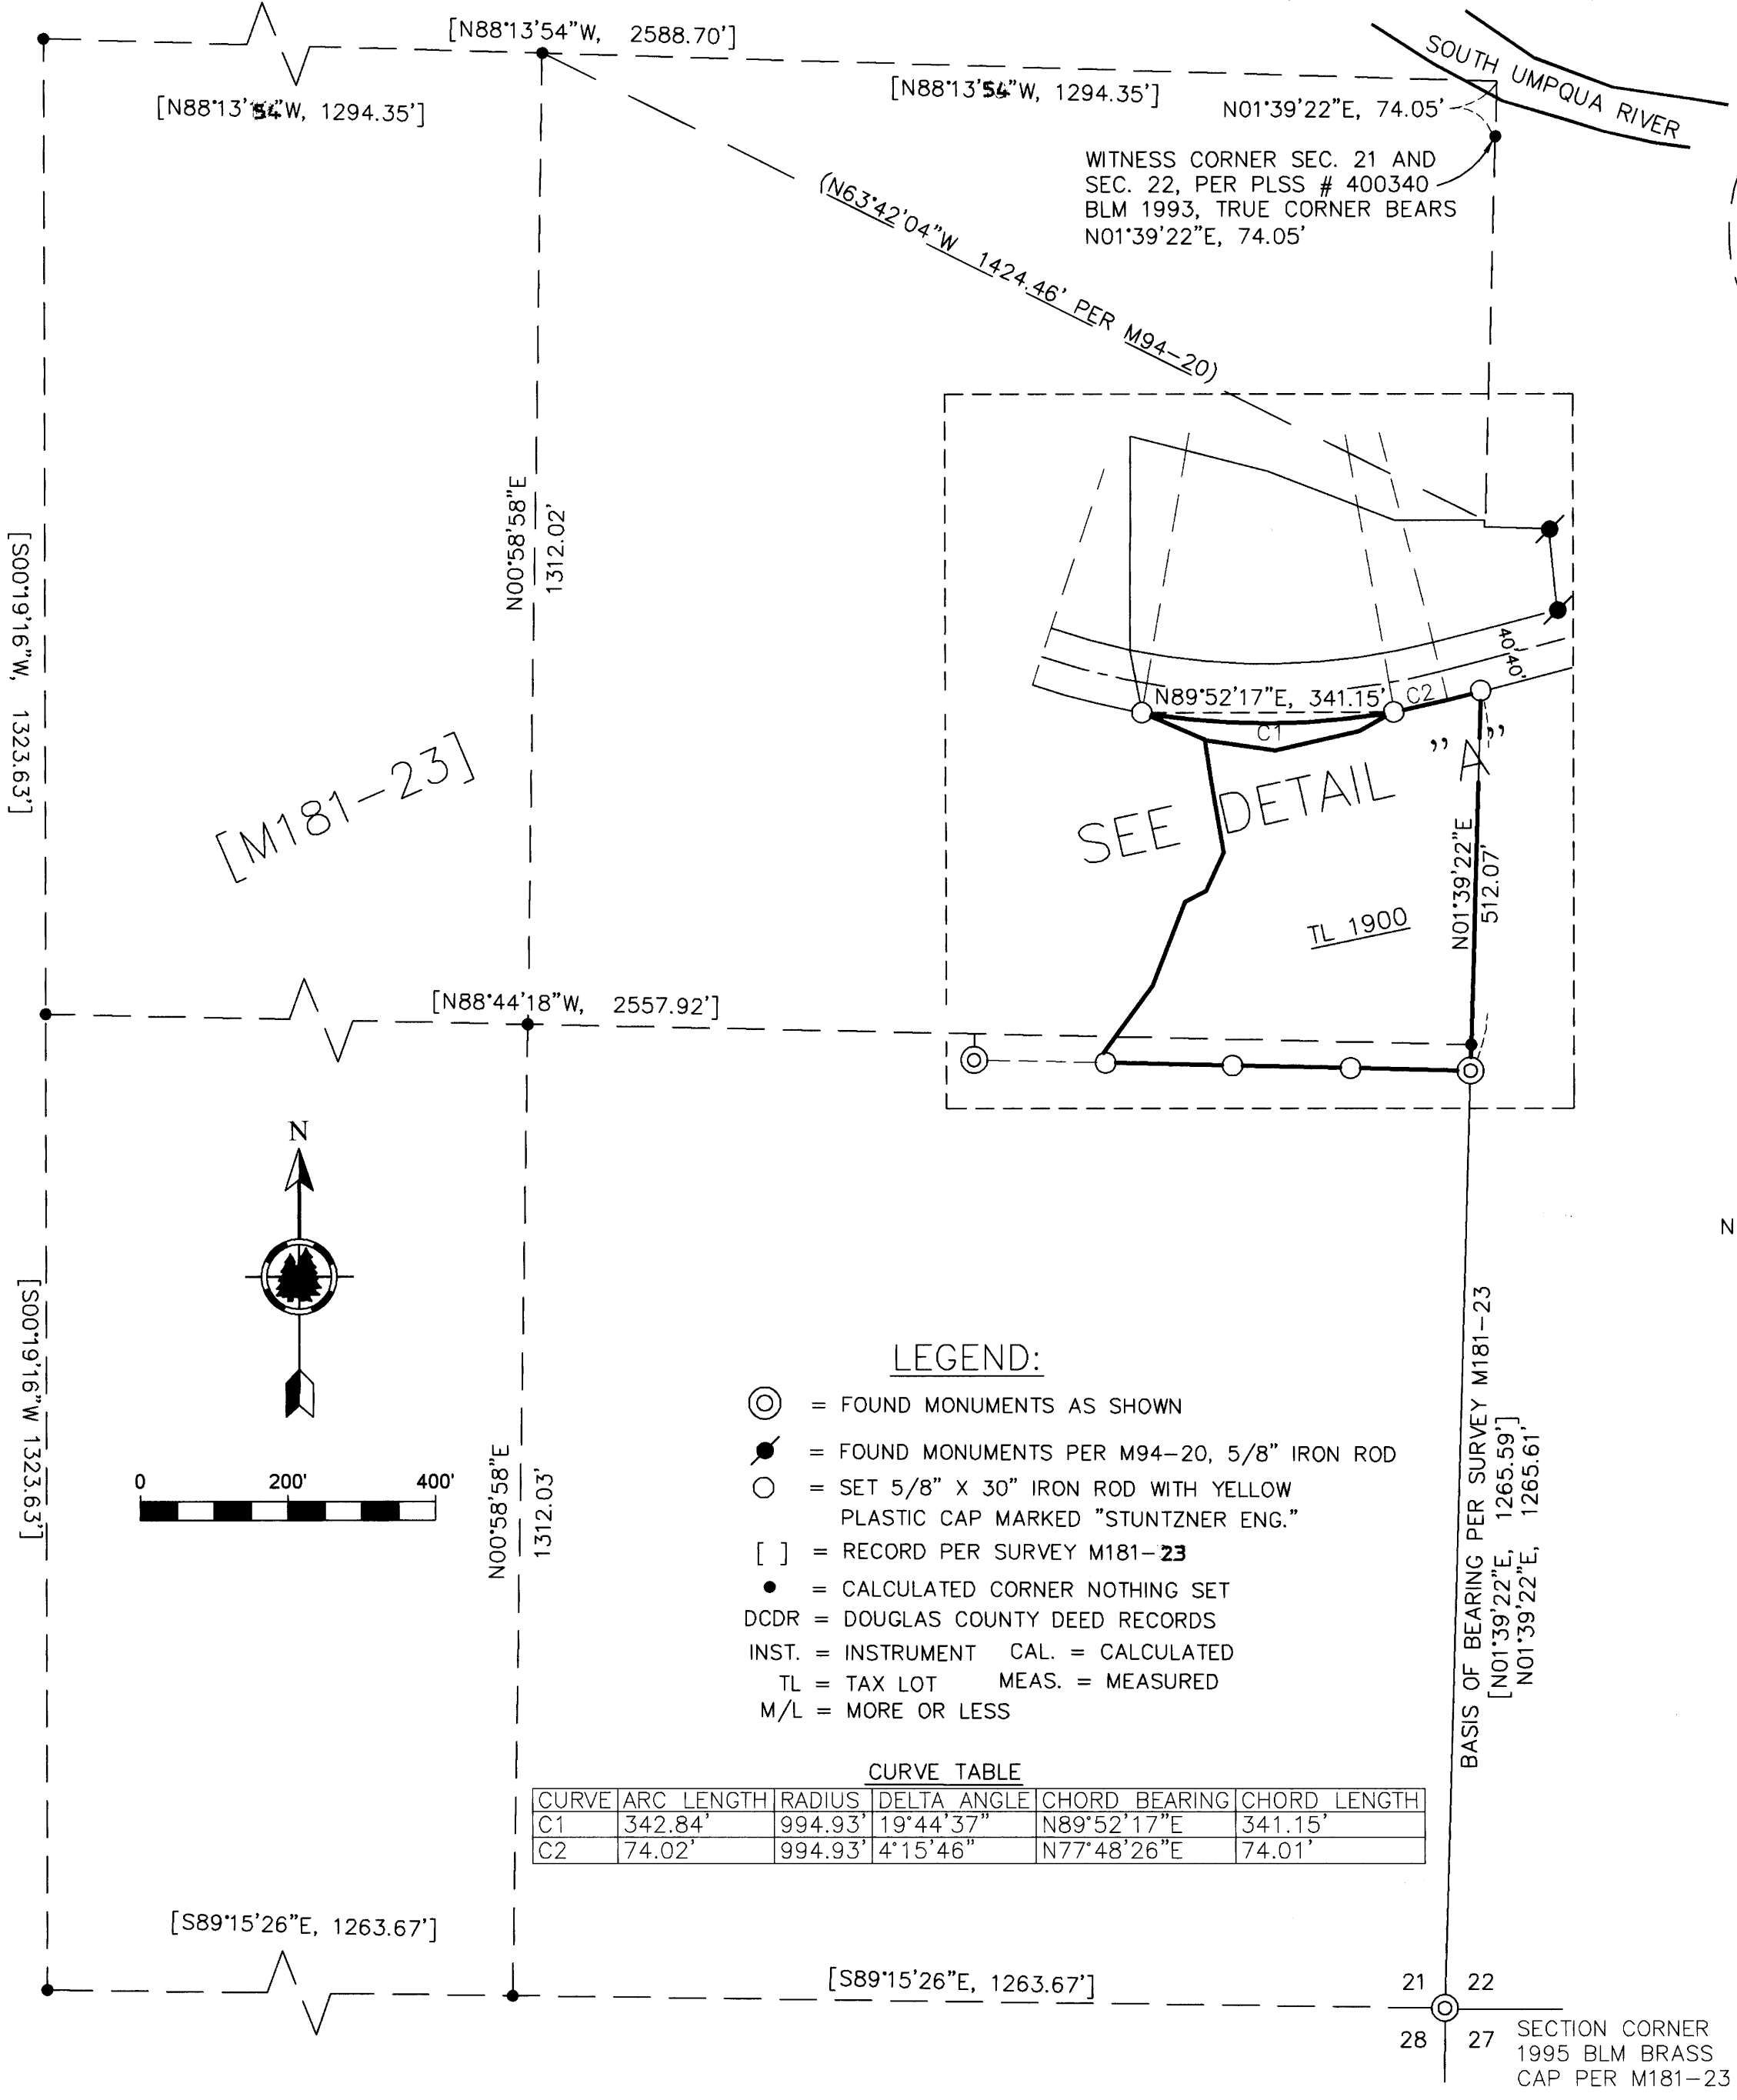 [N88°13'54"W, 2588.70']
[N88°13'54"W, 1294.35']
[N88°13'54"W, 1294.35']
SOUTH UMPQUA RIVER
N01°39'22"E, 74.05'
WITNESS CORNER SEC. 21 AND
SEC. 22, PER PLSS # 400340
BLM 1993, TRUE CORNER BEARS
N01°39'22"E, 74.05'
(N63°42'04"W 1424.46' PER M94-20)
N00°58'58"E
1312.02'
[S00°19'16"W, 1323.63']
[M181-23]
40' 40'
N89°52'17"E, 341.15'
C2
C1
SEE DETAIL "A"
N01°39'22"E
512.07'
TL 1900
[N88°44'18"W, 2557.92']
N
N
[S00°19'16"W 1323.63']
0 200' 400'
N00°58'58"E
1312.03'
LEGEND:
= FOUND MONUMENTS AS SHOWN
= FOUND MONUMENTS PER M94-20, 5/8" IRON ROD
= SET 5/8" X 30" IRON ROD WITH YELLOW
PLASTIC CAP MARKED "STUNTZNER ENG."
[ ] = RECORD PER SURVEY M181-23
= CALCULATED CORNER NOTHING SET
DCDR = DOUGLAS COUNTY DEED RECORDS
INST. = INSTRUMENT CAL. = CALCULATED
TL = TAX LOT MEAS. = MEASURED
M/L = MORE OR LESS
BASIS OF BEARING PER SURVEY M181-23
[N01°39'22"E, 1265.59']
N01°39'22"E, 1265.61'
CURVE TABLE
CURVE ARC LENGTH RADIUS DELTA ANGLE CHORD BEARING CHORD LENGTH
C1 342.84' 994.93' 19°44'37" N89°52'17"E 341.15'
C2 74.02' 994.93' 4°15'46" N77°48'26"E 74.01'
[S89°15'26"E, 1263.67']
[S89°15'26"E, 1263.67']
21 22
28 27
SECTION CORNER
1995 BLM BRASS
CAP PER M181-23